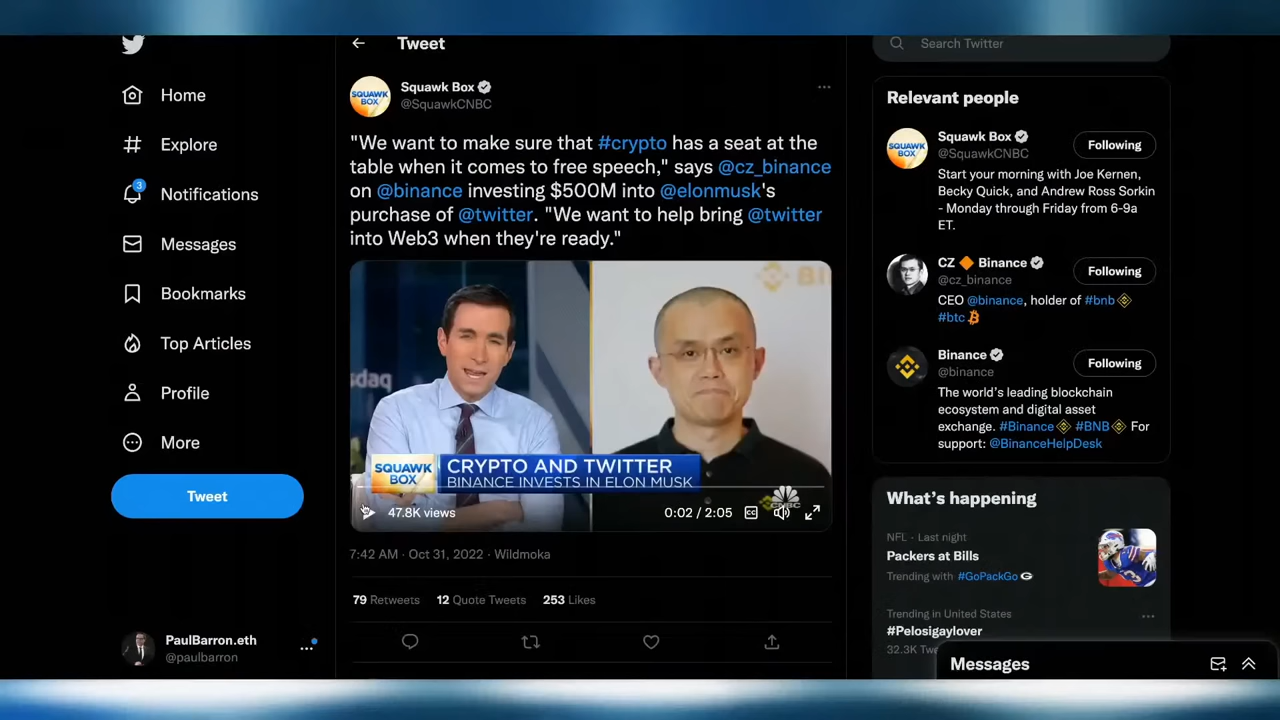 Home
Explore
3
Notifications
Messages
Bookmarks
Top Articles
Profile
More
Tweet
PaulBarron.eth
@paulbarron
Tweet
Squawk Box
@SquawkCNBC
"We want to make sure that #crypto has a seat at the
table when it comes to free speech," says @cz_binance
on @binance investing $500M into @elonmusk's
purchase of @twitter. "We want to help bring @twitter
into Web3 when they're ready."
SQUAWK
BOX
CRYPTO AND TWITTER
BINANCE INVESTS IN ELON MUSK
47.8K views
0:02 / 2:05
7:42 AM · Oct 31, 2022 · Wildmoka
79 Retweets 12 Quote Tweets 253 Likes
Search Twitter
Relevant people
Squawk Box
@SquawkCNBC
Following
Start your morning with Joe Kernen,
Becky Quick, and Andrew Ross Sorkin
- Monday through Friday from 6-9a
ET.
CZ Binance
@cz_binance
Following
CEO @binance, holder of #bnb
#btc
Binance
@binance
Following
The world's leading blockchain
ecosystem and digital asset
exchange. #Binance #BNB For
support: @BinanceHelpDesk
What's happening
NFL · Last night
Packers at Bills
Trending with #GoPackGo
Trending in United States
#Pelosigaylover
32.3K
Messages